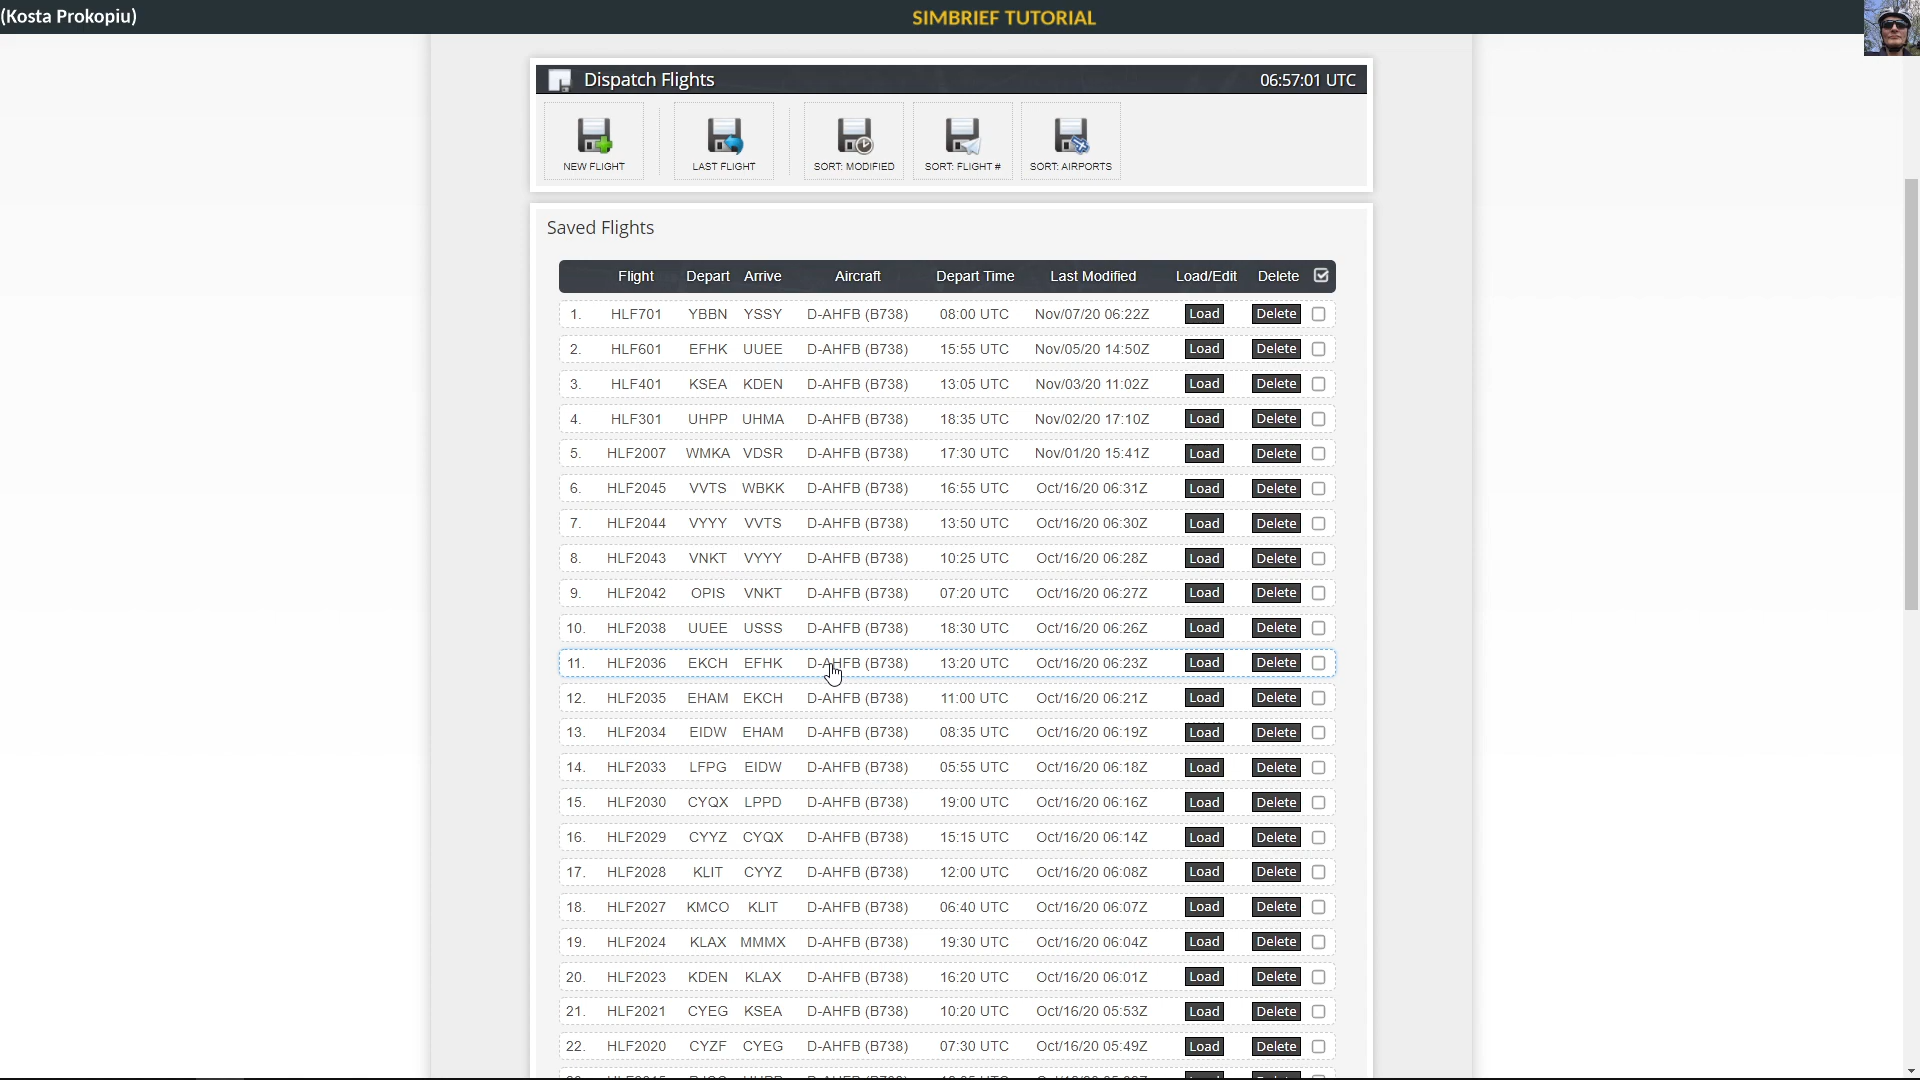 (Kosta Prokopiu) SIMBRIEF TUTORIAL
Dispatch Flights 06:57:01 UTC
NEW FLIGHT LAST FLIGHT SORT: MODIFIED SORT: FLIGHT # SORT: AIRPORTS
Saved Flights
Flight Depart Arrive Aircraft Depart Time Last Modified Load/Edit Delete
1. HLF701 YBBN YSSY D-AHFB (B738) 08:00 UTC Nov/07/20 06:22Z Load Delete
2. HLF601 EFHK UUEE D-AHFB (B738) 15:55 UTC Nov/05/20 14:50Z Load Delete
3. HLF401 KSEA KDEN D-AHFB (B738) 13:05 UTC Nov/03/20 11:02Z Load Delete
4. HLF301 UHPP UHMA D-AHFB (B738) 18:35 UTC Nov/02/20 17:10Z Load Delete
5. HLF2007 WMKA VDSR D-AHFB (B738) 17:30 UTC Nov/01/20 15:41Z Load Delete
6. HLF2045 VVTS WBKK D-AHFB (B738) 16:55 UTC Oct/16/20 06:31Z Load Delete
7. HLF2044 VYYY VVTS D-AHFB (B738) 13:50 UTC Oct/16/20 06:30Z Load Delete
8. HLF2043 VNKT VYYY D-AHFB (B738) 10:25 UTC Oct/16/20 06:28Z Load Delete
9. HLF2042 OPIS VNKT D-AHFB (B738) 07:20 UTC Oct/16/20 06:27Z Load Delete
10. HLF2038 UUEE USSS D-AHFB (B738) 18:30 UTC Oct/16/20 06:26Z Load Delete
11. HLF2036 EKCH EFHK D-AHFB (B738) 13:20 UTC Oct/16/20 06:23Z Load Delete
12. HLF2035 EHAM EKCH D-AHFB (B738) 11:00 UTC Oct/16/20 06:21Z Load Delete
13. HLF2034 EIDW EHAM D-AHFB (B738) 08:35 UTC Oct/16/20 06:19Z Load Delete
14. HLF2033 LFPG EIDW D-AHFB (B738) 05:55 UTC Oct/16/20 06:18Z Load Delete
15. HLF2030 CYQX LPPD D-AHFB (B738) 19:00 UTC Oct/16/20 06:16Z Load Delete
16. HLF2029 CYYZ CYQX D-AHFB (B738) 15:15 UTC Oct/16/20 06:14Z Load Delete
17. HLF2028 KLIT CYYZ D-AHFB (B738) 12:00 UTC Oct/16/20 06:08Z Load Delete
18. HLF2027 KMCO KLIT D-AHFB (B738) 06:40 UTC Oct/16/20 06:07Z Load Delete
19. HLF2024 KLAX MMMX D-AHFB (B738) 19:30 UTC Oct/16/20 06:04Z Load Delete
20. HLF2023 KDEN KLAX D-AHFB (B738) 16:20 UTC Oct/16/20 06:01Z Load Delete
21. HLF2021 CYEG KSEA D-AHFB (B738) 10:20 UTC Oct/16/20 05:53Z Load Delete
22. HLF2020 CYZF CYEG D-AHFB (B738) 07:30 UTC Oct/16/20 05:49Z Load Delete